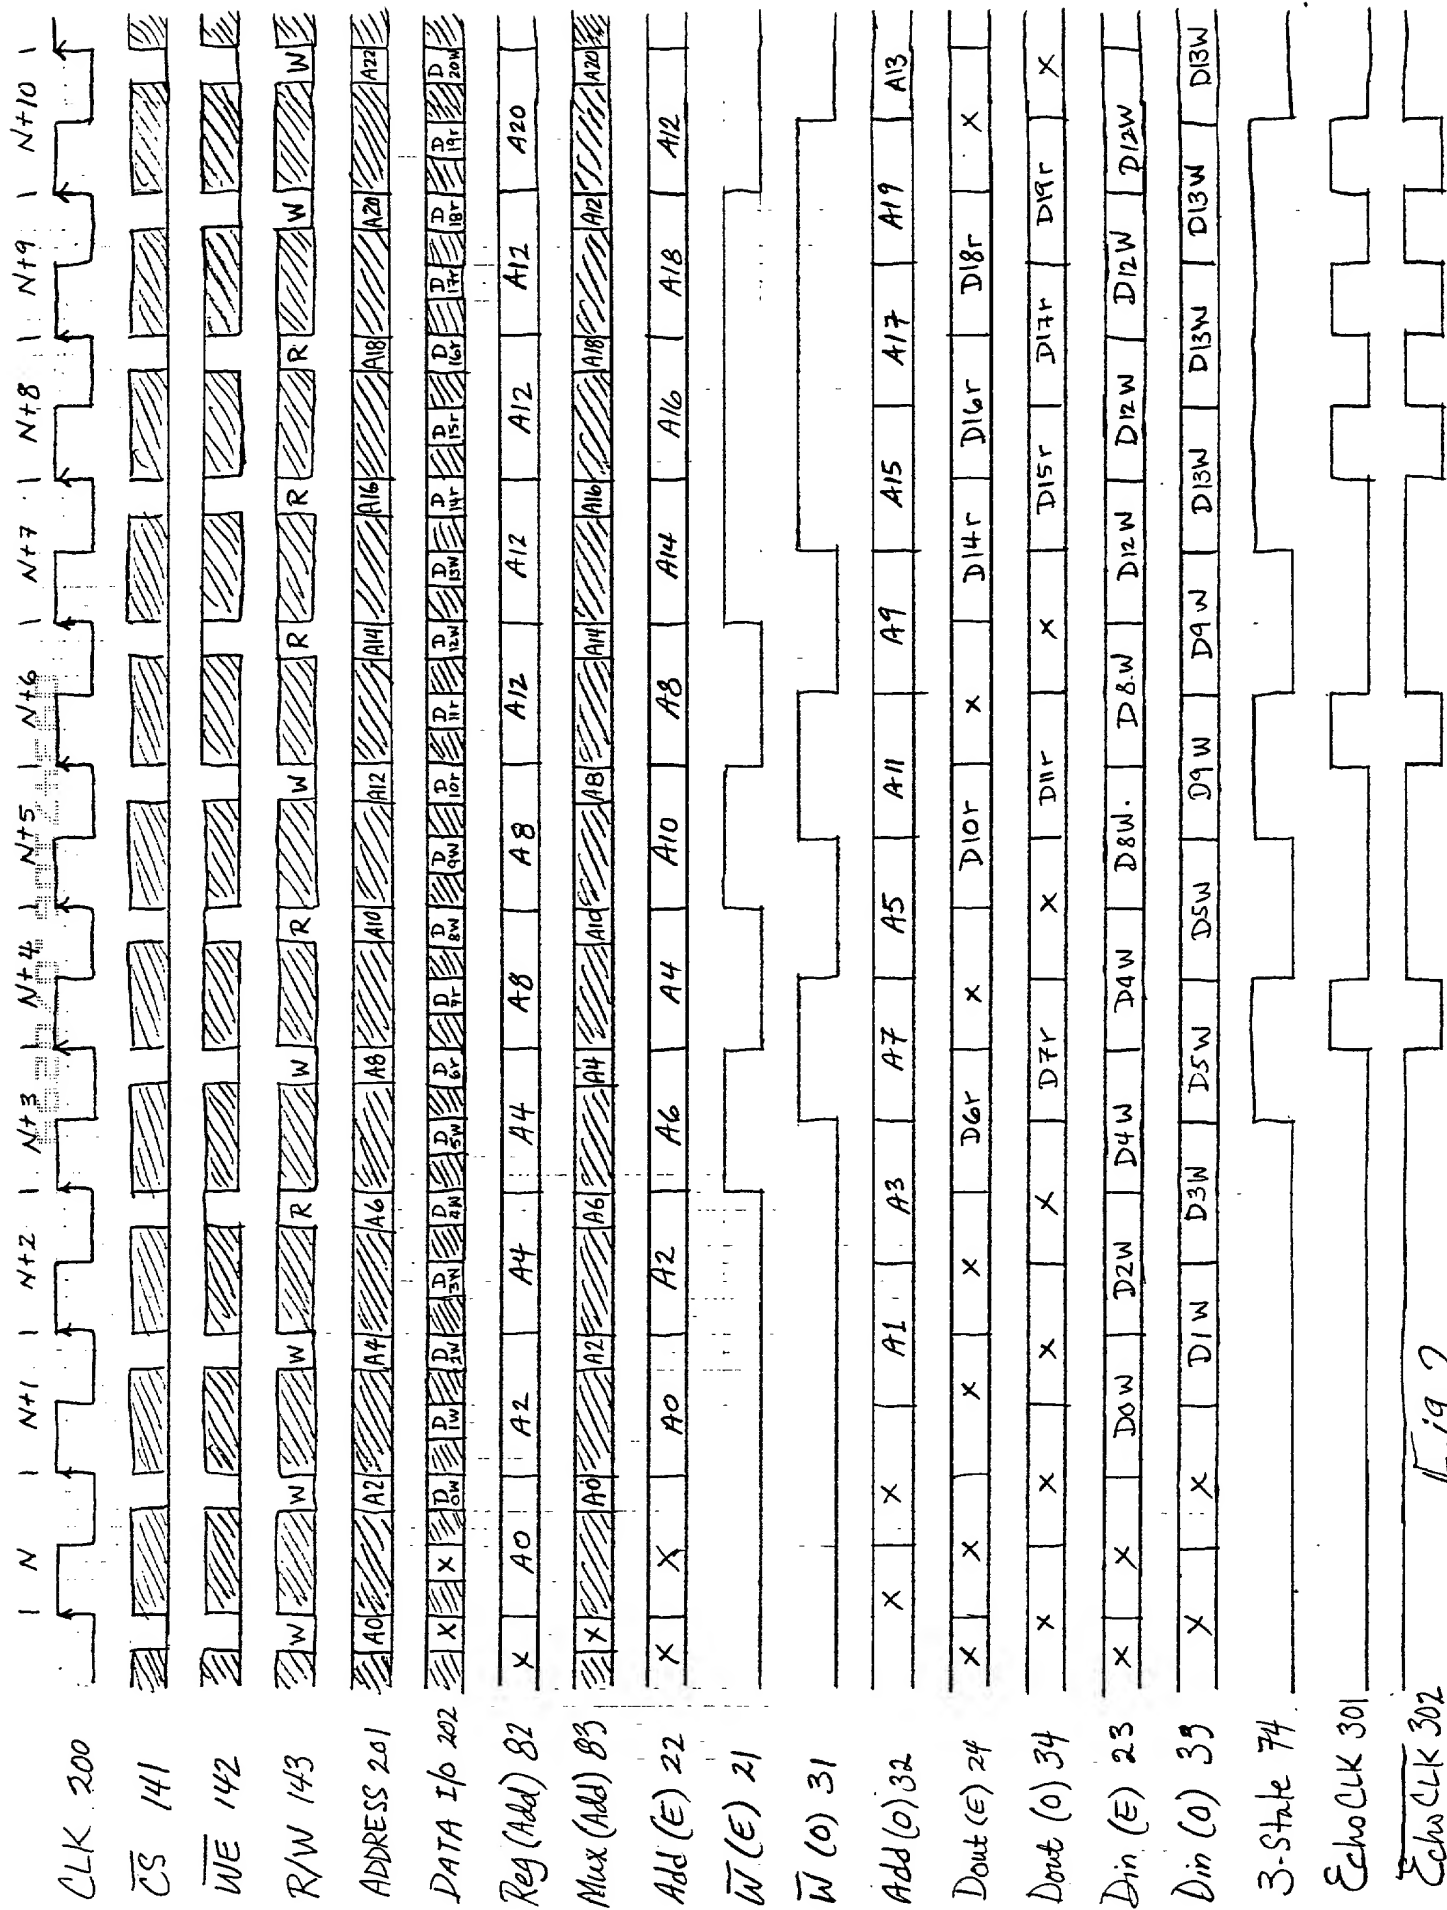 N N+1 N+2 N+3 N+4 N+5 N+6 N+7 N+8 N+9 N+10
CLK 200
CS 141
WE 142
R/W 143 W W W R W R W R R R W W
ADDRESS 201 A0 A2 A4 A6 A8 A10 A12 A14 A16 A18 A20 A22
DATA I/O 202 X X D0W D1W D2W D3W D4W D5W D6r D7r D8W D9W D10r D11r D12W D13W D14r D15r D16r D17r D18r D19r D20W
Reg (Add) 82 X A0 A2 A4 A4 A8 A8 A12 A12 A12 A12 A20
Mux (Add) 83 X A0 A2 A6 A4 A10 A8 A14 A16 A18 A12 A20
Add (E) 22 X X A0 A2 A6 A4 A10 A8 A14 A16 A18 A12
W (E) 21
W (O) 31
Add (O) 32 X X A1 A3 A7 A5 A11 A9 A15 A17 A19 A13
Dout (E) 24 X X X X D6r X D10r X D14r D16r D18r X
Dout (O) 34 X X X X D7r X D11r X D15r D17r D19r X
Din (E) 23 X X D0W D2W D4W D4W D8W. D8.W D12W D12W D12W D12W
Din (O) 33 X X D1W D3W D5W D5W D9W D9W D13W D13W D13W D13W
3-State 74.
EchoCLK 301
EchoCLK 302
Fig 2